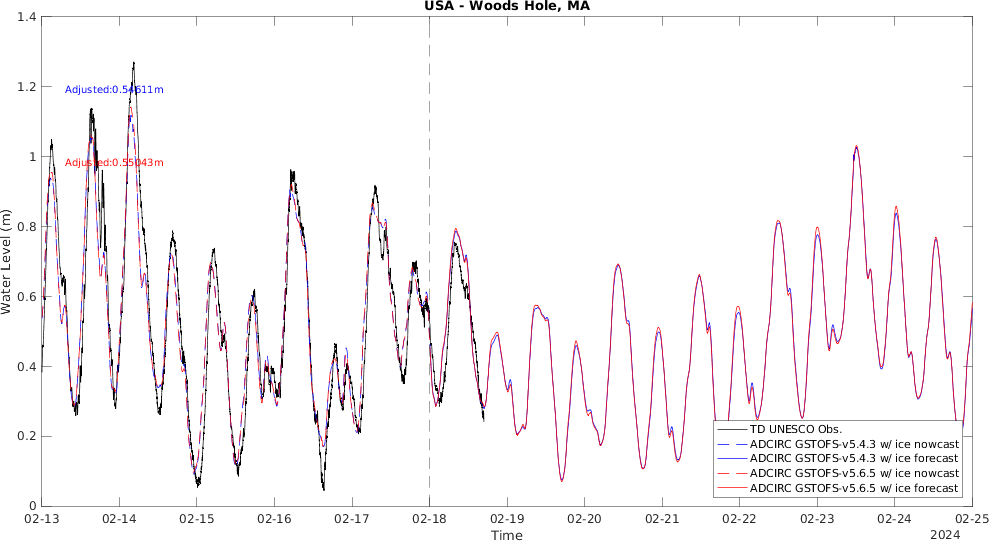 USA - Woods Hole, MA
Water Level (m)
1.4
1.2
1
0.8
0.6
0.4
0.2
0
Adjusted:0.54611m
Adjusted:0.55043m
TD UNESCO Obs.
ADCIRC GSTOFS-v5.4.3 w/ ice nowcast
ADCIRC GSTOFS-v5.4.3 w/ ice forecast
ADCIRC GSTOFS-v5.6.5 w/ ice nowcast
ADCIRC GSTOFS-v5.6.5 w/ ice forecast
02-13 02-14 02-15 02-16 02-17 02-18 02-19 02-20 02-21 02-22 02-23 02-24 02-25
Time
2024